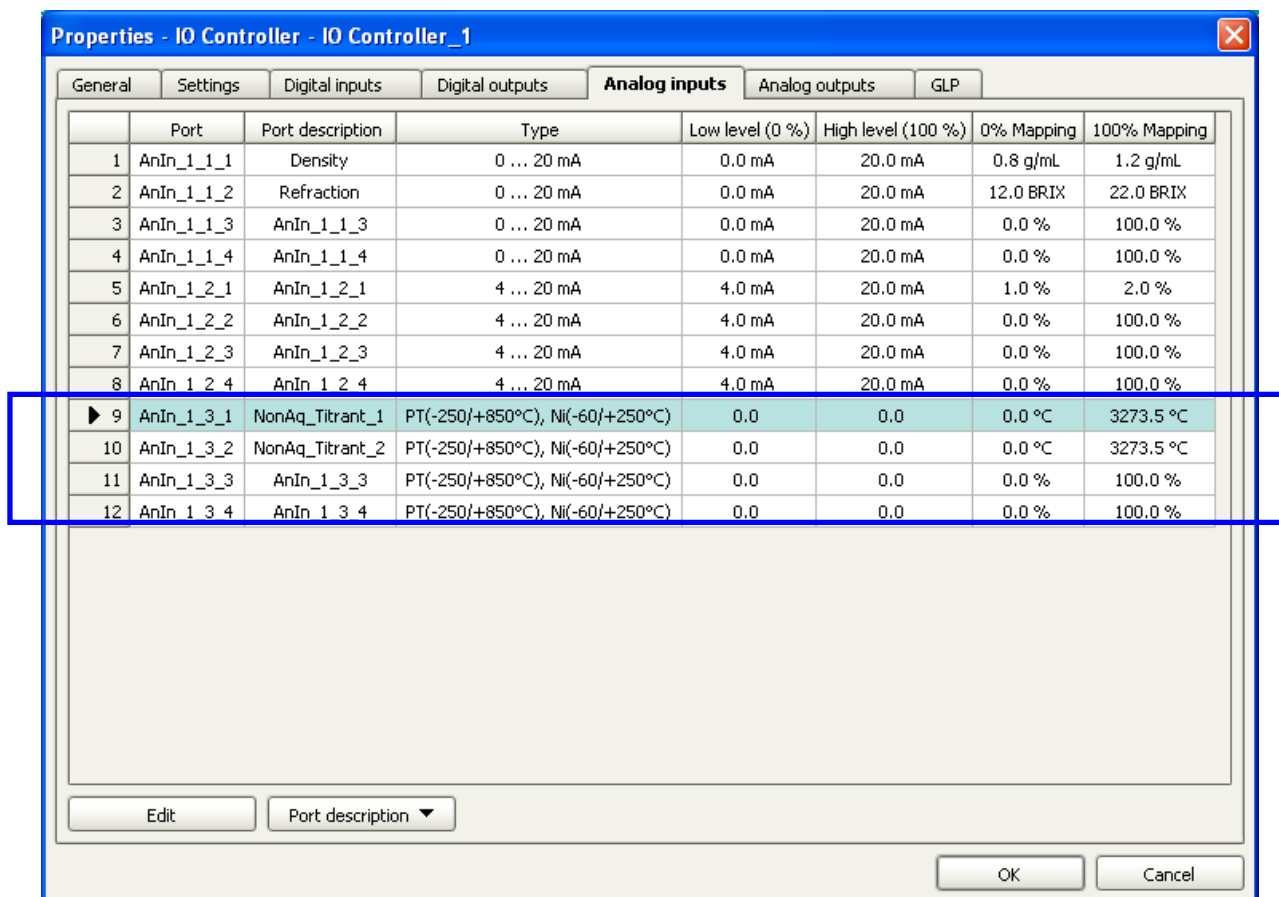 Properties - IO Controller - IO Controller_1
General Settings Digital inputs Digital outputs Analog inputs Analog outputs GLP
Port Port description Type Low level (0 %) High level (100 %) 0% Mapping 100% Mapping
1 AnIn_1_1_1 Density 0 ... 20 mA 0.0 mA 20.0 mA 0.8 g/mL 1.2 g/mL
2 AnIn_1_1_2 Refraction 0 ... 20 mA 0.0 mA 20.0 mA 12.0 BRIX 22.0 BRIX
3 AnIn_1_1_3 AnIn_1_1_3 0 ... 20 mA 0.0 mA 20.0 mA 0.0 % 100.0 %
4 AnIn_1_1_4 AnIn_1_1_4 0 ... 20 mA 0.0 mA 20.0 mA 0.0 % 100.0 %
5 AnIn_1_2_1 AnIn_1_2_1 4 ... 20 mA 4.0 mA 20.0 mA 1.0 % 2.0 %
6 AnIn_1_2_2 AnIn_1_2_2 4 ... 20 mA 4.0 mA 20.0 mA 0.0 % 100.0 %
7 AnIn_1_2_3 AnIn_1_2_3 4 ... 20 mA 4.0 mA 20.0 mA 0.0 % 100.0 %
8 AnIn_1_2_4 AnIn_1_2_4 4 ... 20 mA 4.0 mA 20.0 mA 0.0 % 100.0 %
9 AnIn_1_3_1 NonAq_Titrant_1 PT(-250/+850°C), Ni(-60/+250°C) 0.0 0.0 0.0 °C 3273.5 °C
10 AnIn_1_3_2 NonAq_Titrant_2 PT(-250/+850°C), Ni(-60/+250°C) 0.0 0.0 0.0 °C 3273.5 °C
11 AnIn_1_3_3 AnIn_1_3_3 PT(-250/+850°C), Ni(-60/+250°C) 0.0 0.0 0.0 % 100.0 %
12 AnIn_1_3_4 AnIn_1_3_4 PT(-250/+850°C), Ni(-60/+250°C) 0.0 0.0 0.0 % 100.0 %
Edit Port description
OK Cancel